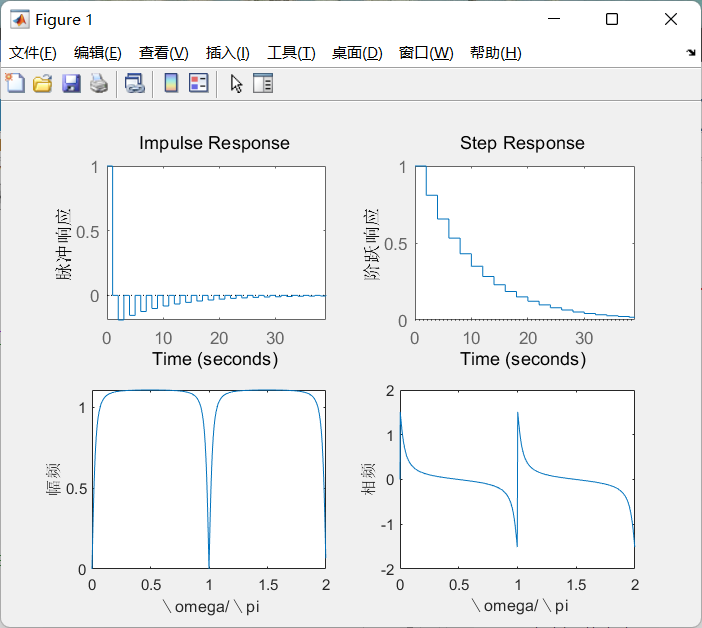 Figure 1
文件(F) 编辑(E) 查看(V) 插入(I) 工具(T) 桌面(D) 窗口(W) 帮助(H)
Impulse Response
脉冲响应
1
0.5
0
0 10 20 30
Time (seconds)
Step Response
阶跃响应
1
0.5
0
0 10 20 30
Time (seconds)
幅频
1
0.5
0
0 0.5 1 1.5 2
\ omega/ \ pi
相频
2
1
0
-1
-2
0 0.5 1 1.5 2
\ omega/ \ pi